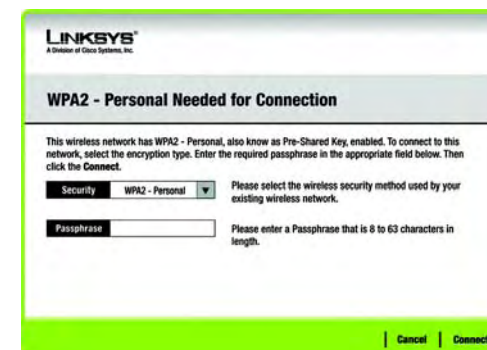 LINKSYS®
A Division of Cisco Systems, Inc.
WPA2 - Personal Needed for Connection
This wireless network has WPA2 - Personal, also know as Pre-Shared Key, enabled. To connect to this
network, select the encryption type. Enter the required passphrase in the appropriate field below. Then
click the Connect.
Security WPA2 - Personal Please select the wireless security method used by your
existing wireless network.
Passphrase Please enter a Passphrase that is 8 to 63 characters in
length.
Cancel Connect